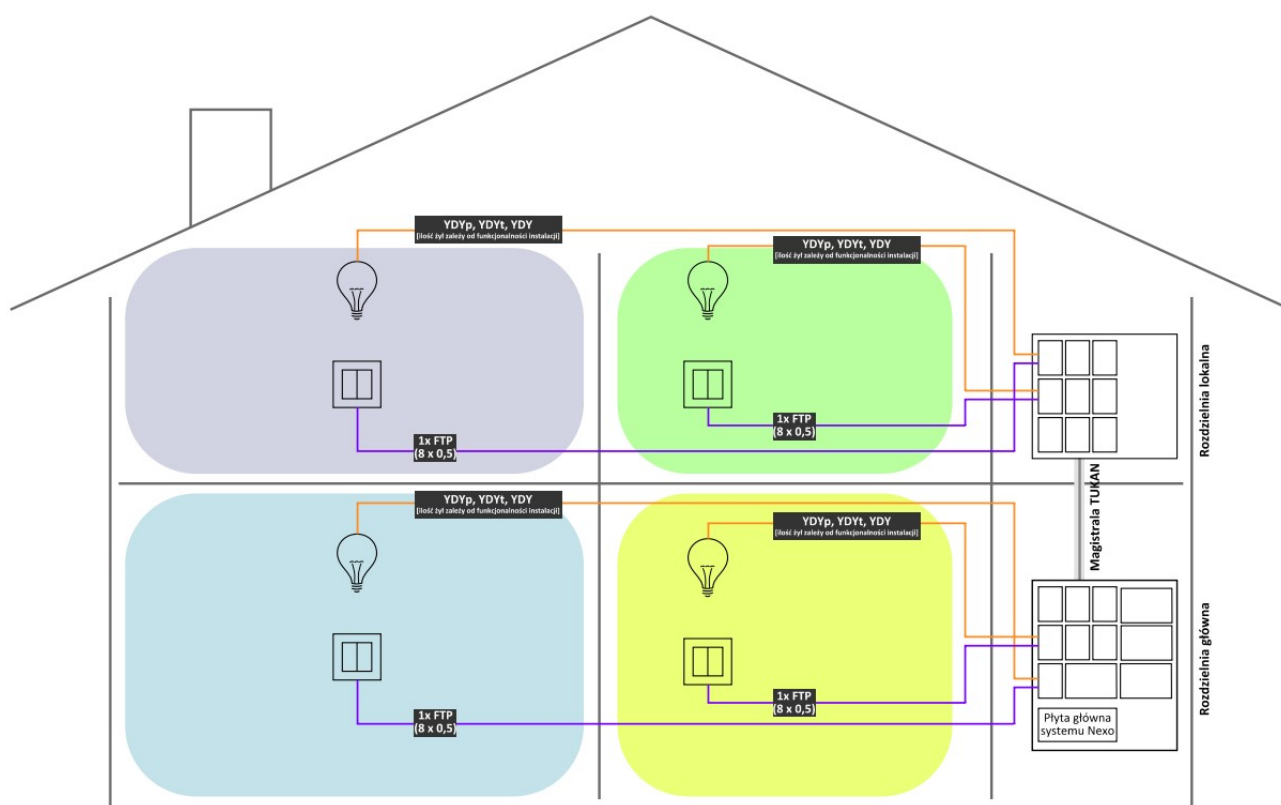 YDYp, YDYt, YDY
[ilość żył zależy od funkcjonalności instalacji]
YDYp, YDYt, YDY
[ilość żył zależy od funkcjonalności instalacji]
1x FTP
(8 x 0,5)
1x FTP
(8 x 0,5)
Rozdzielnia lokalna
YDYp, YDYt, YDY
[ilość żył zależy od funkcjonalności instalacji]
YDYp, YDYt, YDY
[ilość żył zależy od funkcjonalności instalacji]
Magistrala TUKAN
1x FTP
(8 x 0,5)
1x FTP
(8 x 0,5)
Płyta główna
systemu Nexo
Rozdzielnia główna